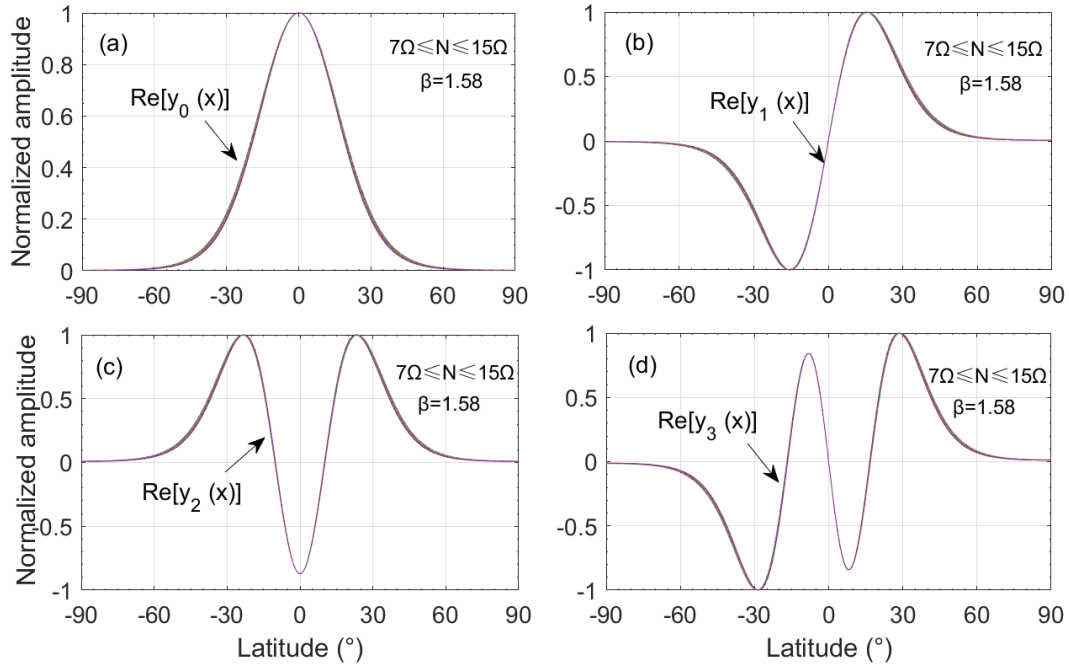 Normalized amplitude
(a)
7Ω≤N≤15Ω
β=1.58
Re[y_0 (x)]
1
0.8
0.6
0.4
0.2
0
-90 -60 -30 0 30 60 90
(b)
7Ω≤N≤15Ω
β=1.58
Re[y_1 (x)]
1
0.5
0
-0.5
-1
-90 -60 -30 0 30 60 90
Normalized amplitude
(c)
7Ω≤N≤15Ω
β=1.58
Re[y_2 (x)]
1
0.5
0
-0.5
-1
-90 -60 -30 0 30 60 90
Latitude (°)
(d)
7Ω≤N≤15Ω
β=1.58
Re[y_3 (x)]
1
0.5
0
-0.5
-1
-90 -60 -30 0 30 60 90
Latitude (°)